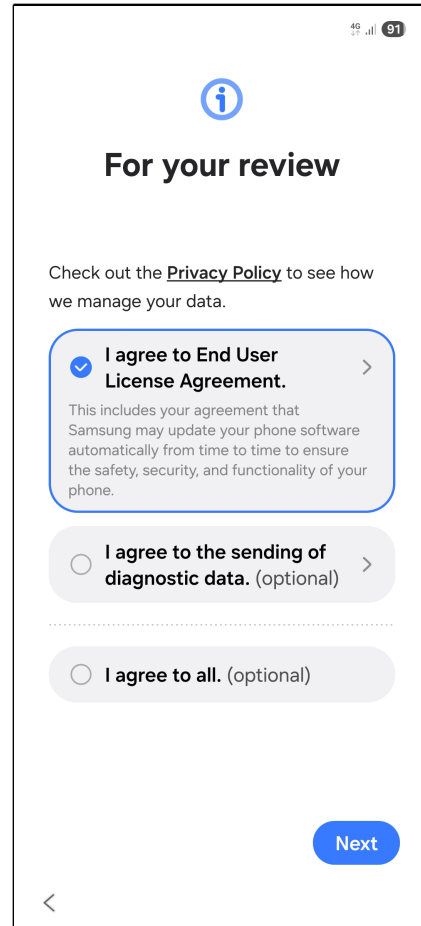 4G 91
For your review
Check out the Privacy Policy to see how
we manage your data.
I agree to End User
License Agreement.
This includes your agreement that
Samsung may update your phone software
automatically from time to time to ensure
the safety, security, and functionality of your
phone.
I agree to the sending of
diagnostic data. (optional)
I agree to all. (optional)
Next